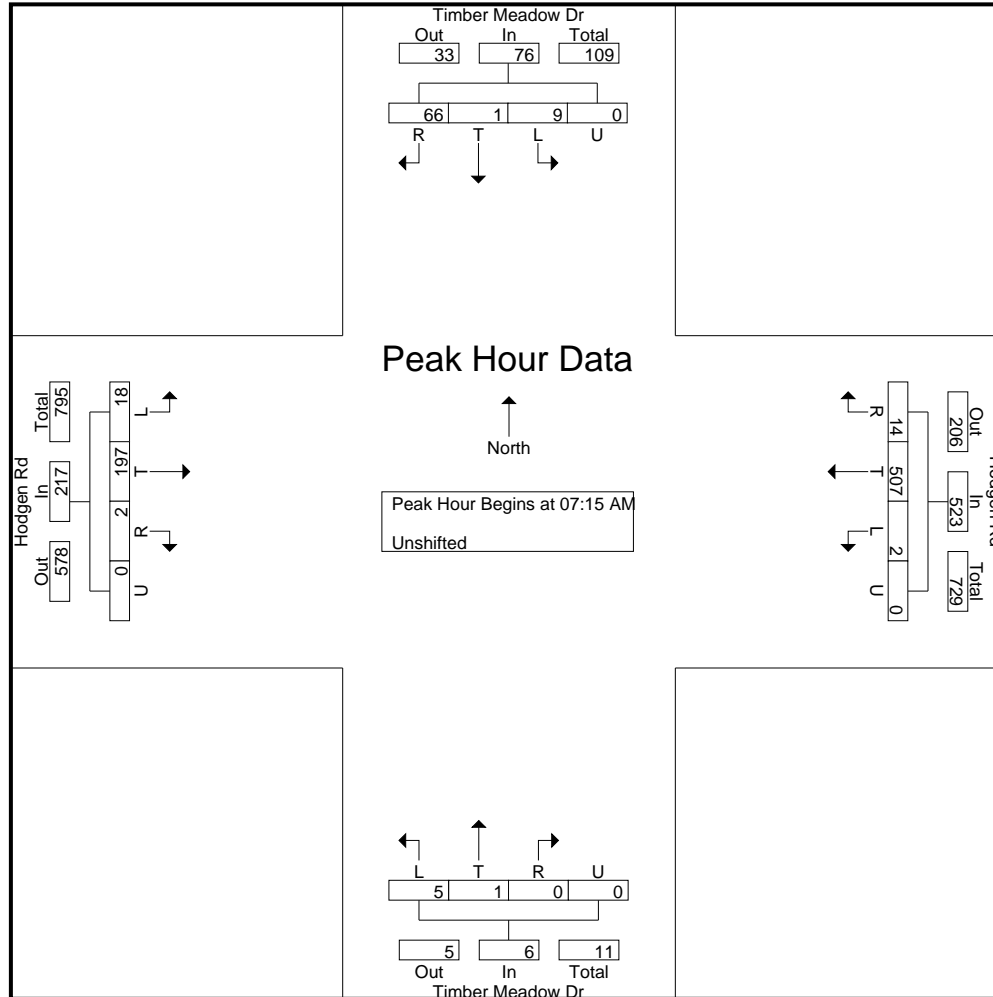 Timber Meadow Dr
Out In Total
33 76 109
66 1 9 0
R T L U
Peak Hour Data
North
Peak Hour Begins at 07:15 AM
Unshifted
Hodgen Rd
Total In Out
795 217 578
18 197 2 0
L T R U
R T L U
14 507 2 0
Out In Total
206 523 729
L T R U
5 1 0 0
5 6 11
Out In Total
Timber Meadow Dr